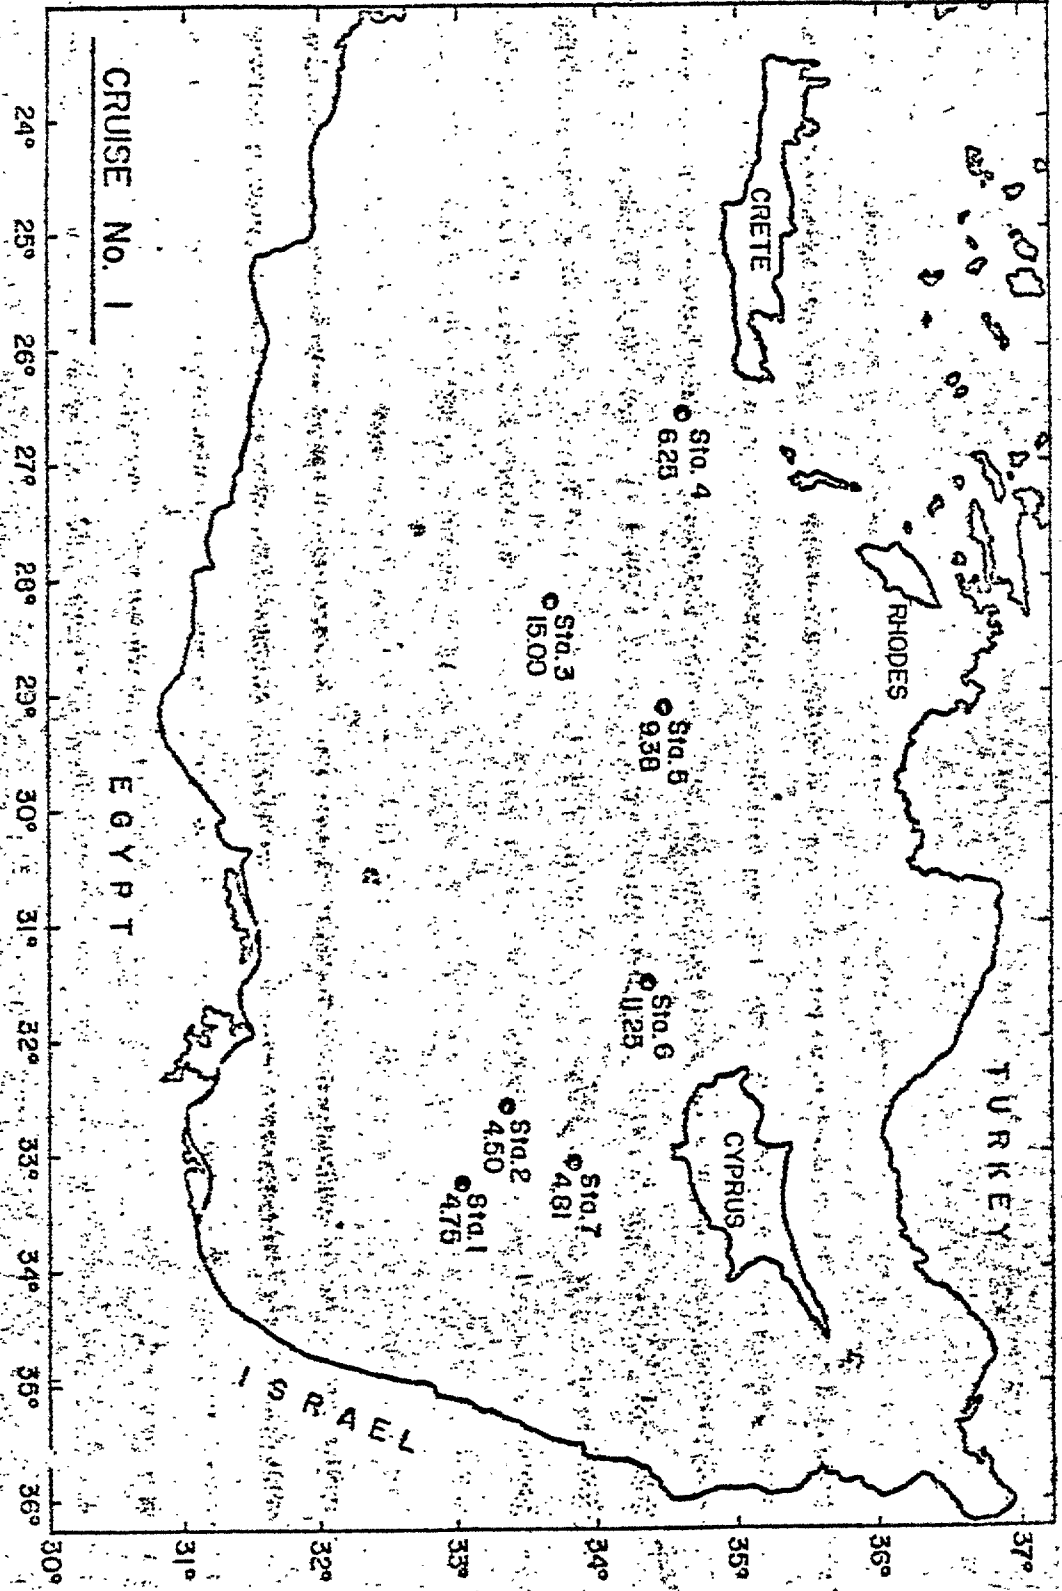 TURKEY
RHODES
CRETE
CYPRUS
Sta. 4
6.25
Sta. 5
9.38
Sta. 6
11.25
Sta. 3
15.00
Sta. 7
4.81
Sta. 2
4.50
Sta. 1
4.75
ISRAEL
EGYPT
CRUISE No. 1
37°
36°
35°
34°
33°
32°
31°
30°
24° 25° 26° 27° 28° 29° 30° 31° 32° 33° 34° 35° 36°